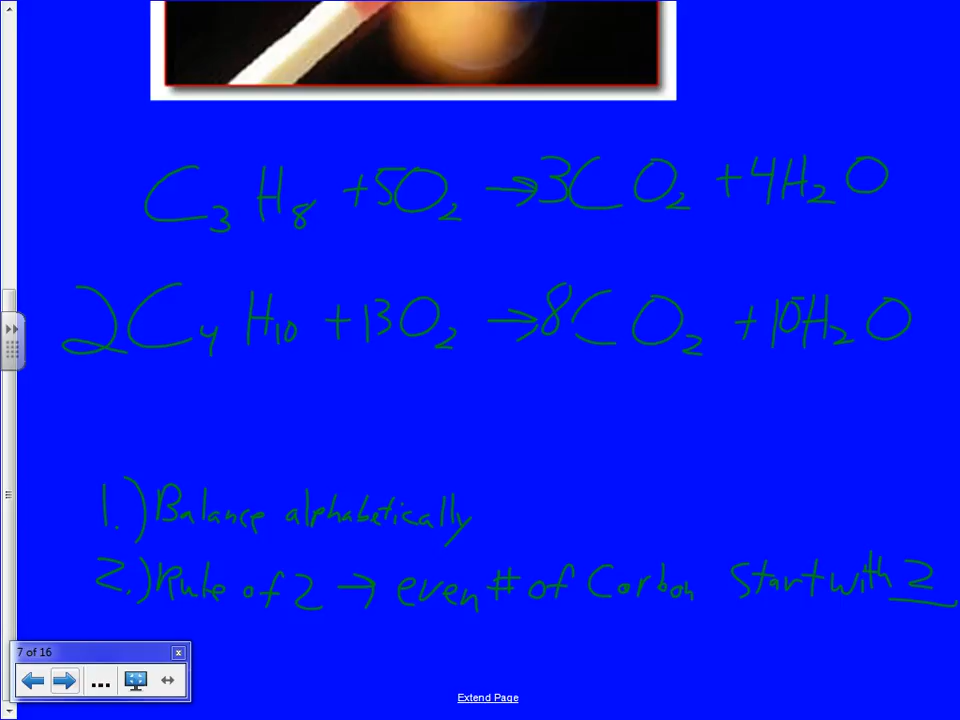 C₃H₈ +5O₂ →3CO₂ +4H₂O
2C₄H₁₀ +13O₂ →8CO₂ +10H₂O
1.) Balance alphabetically
2.) Rule of 2 → even # of Carbon Start with 2
7 of 16
x
...
Extend Page